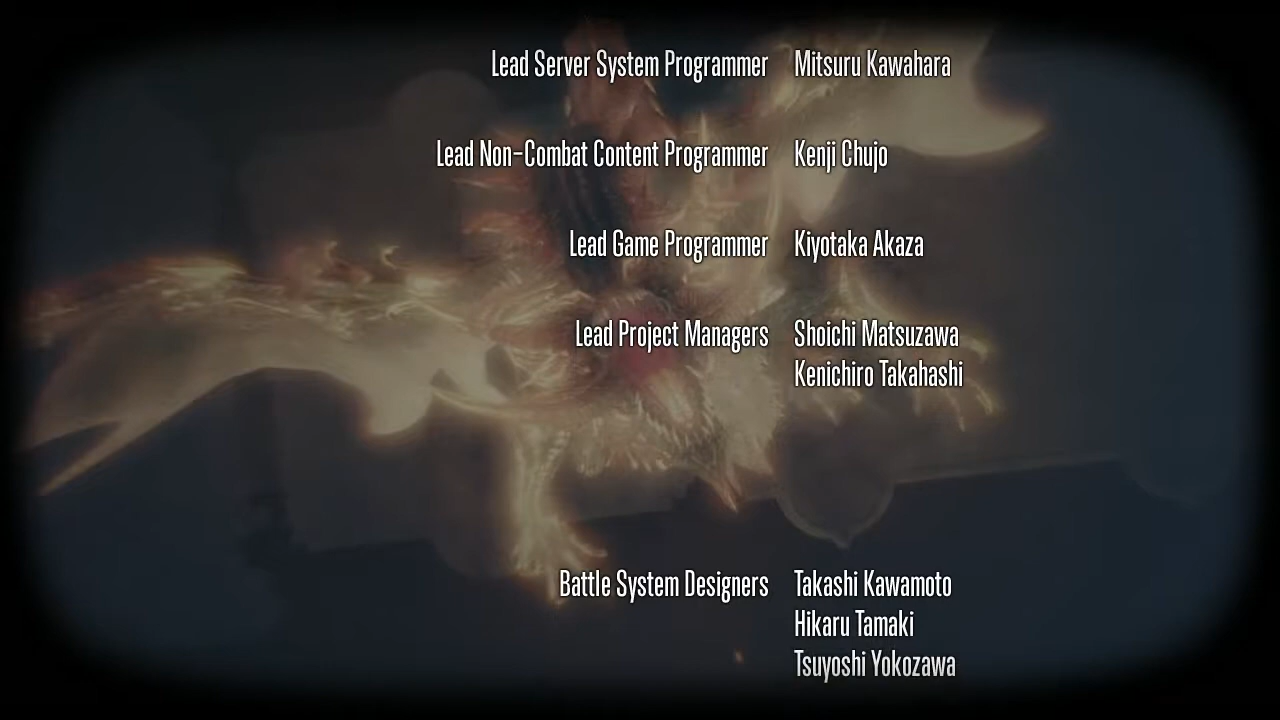 Lead Server System Programmer Mitsuru Kawahara
Lead Non-Combat Content Programmer Kenji Chujo
Lead Game Programmer Kiyotaka Akaza
Lead Project Managers Shoichi Matsuzawa
Kenichiro Takahashi
Battle System Designers Takashi Kawamoto
Hikaru Tamaki
Tsuyoshi Yokozawa